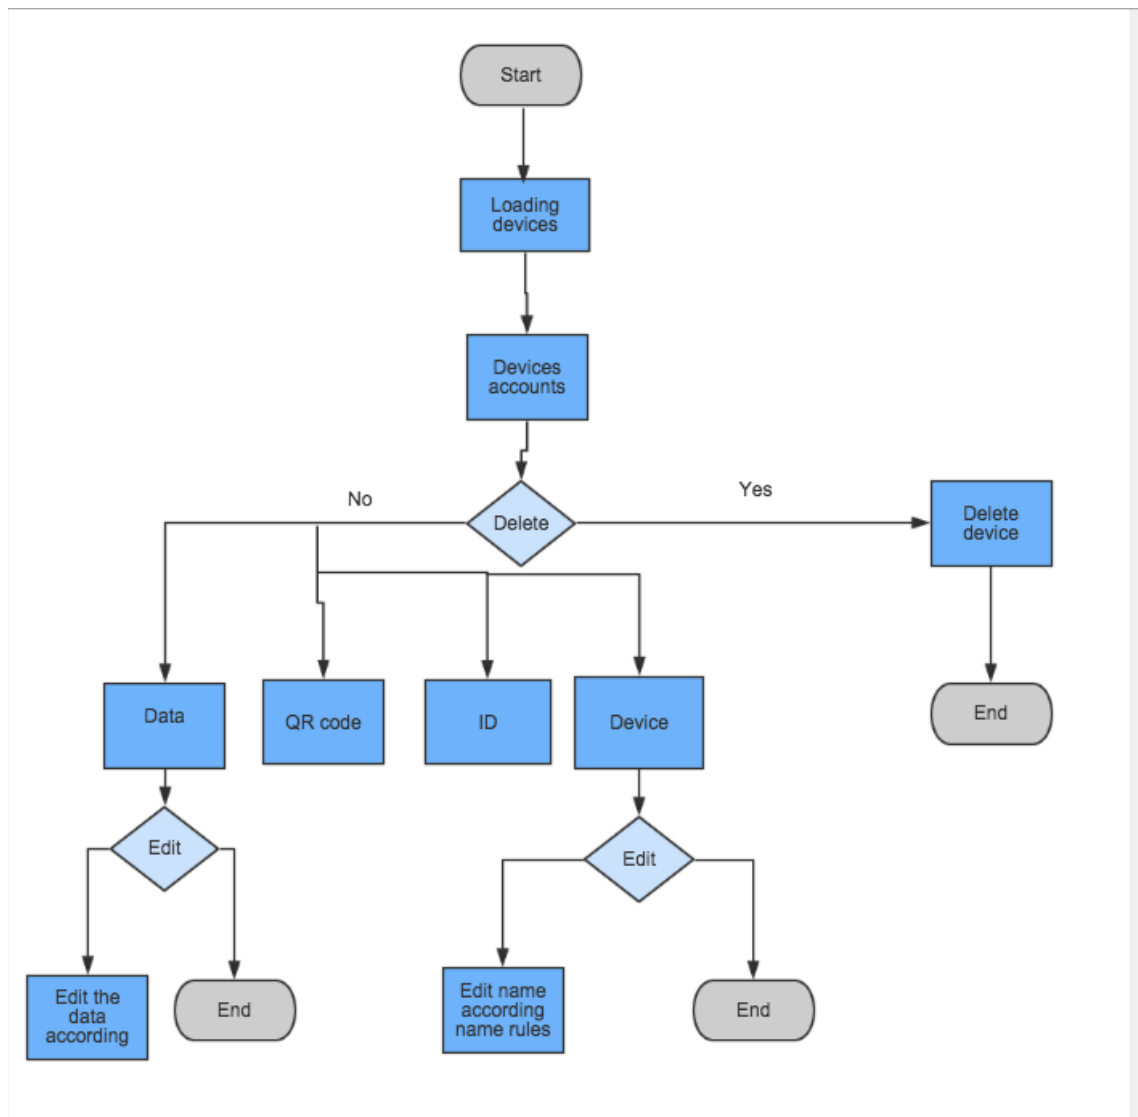 Start
Loading
devices
Devices
accounts
No
Yes
Delete
Delete
device
Data
QR code
ID
Device
End
Edit
Edit
Edit the
data
according
End
Edit name
according
name rules
End